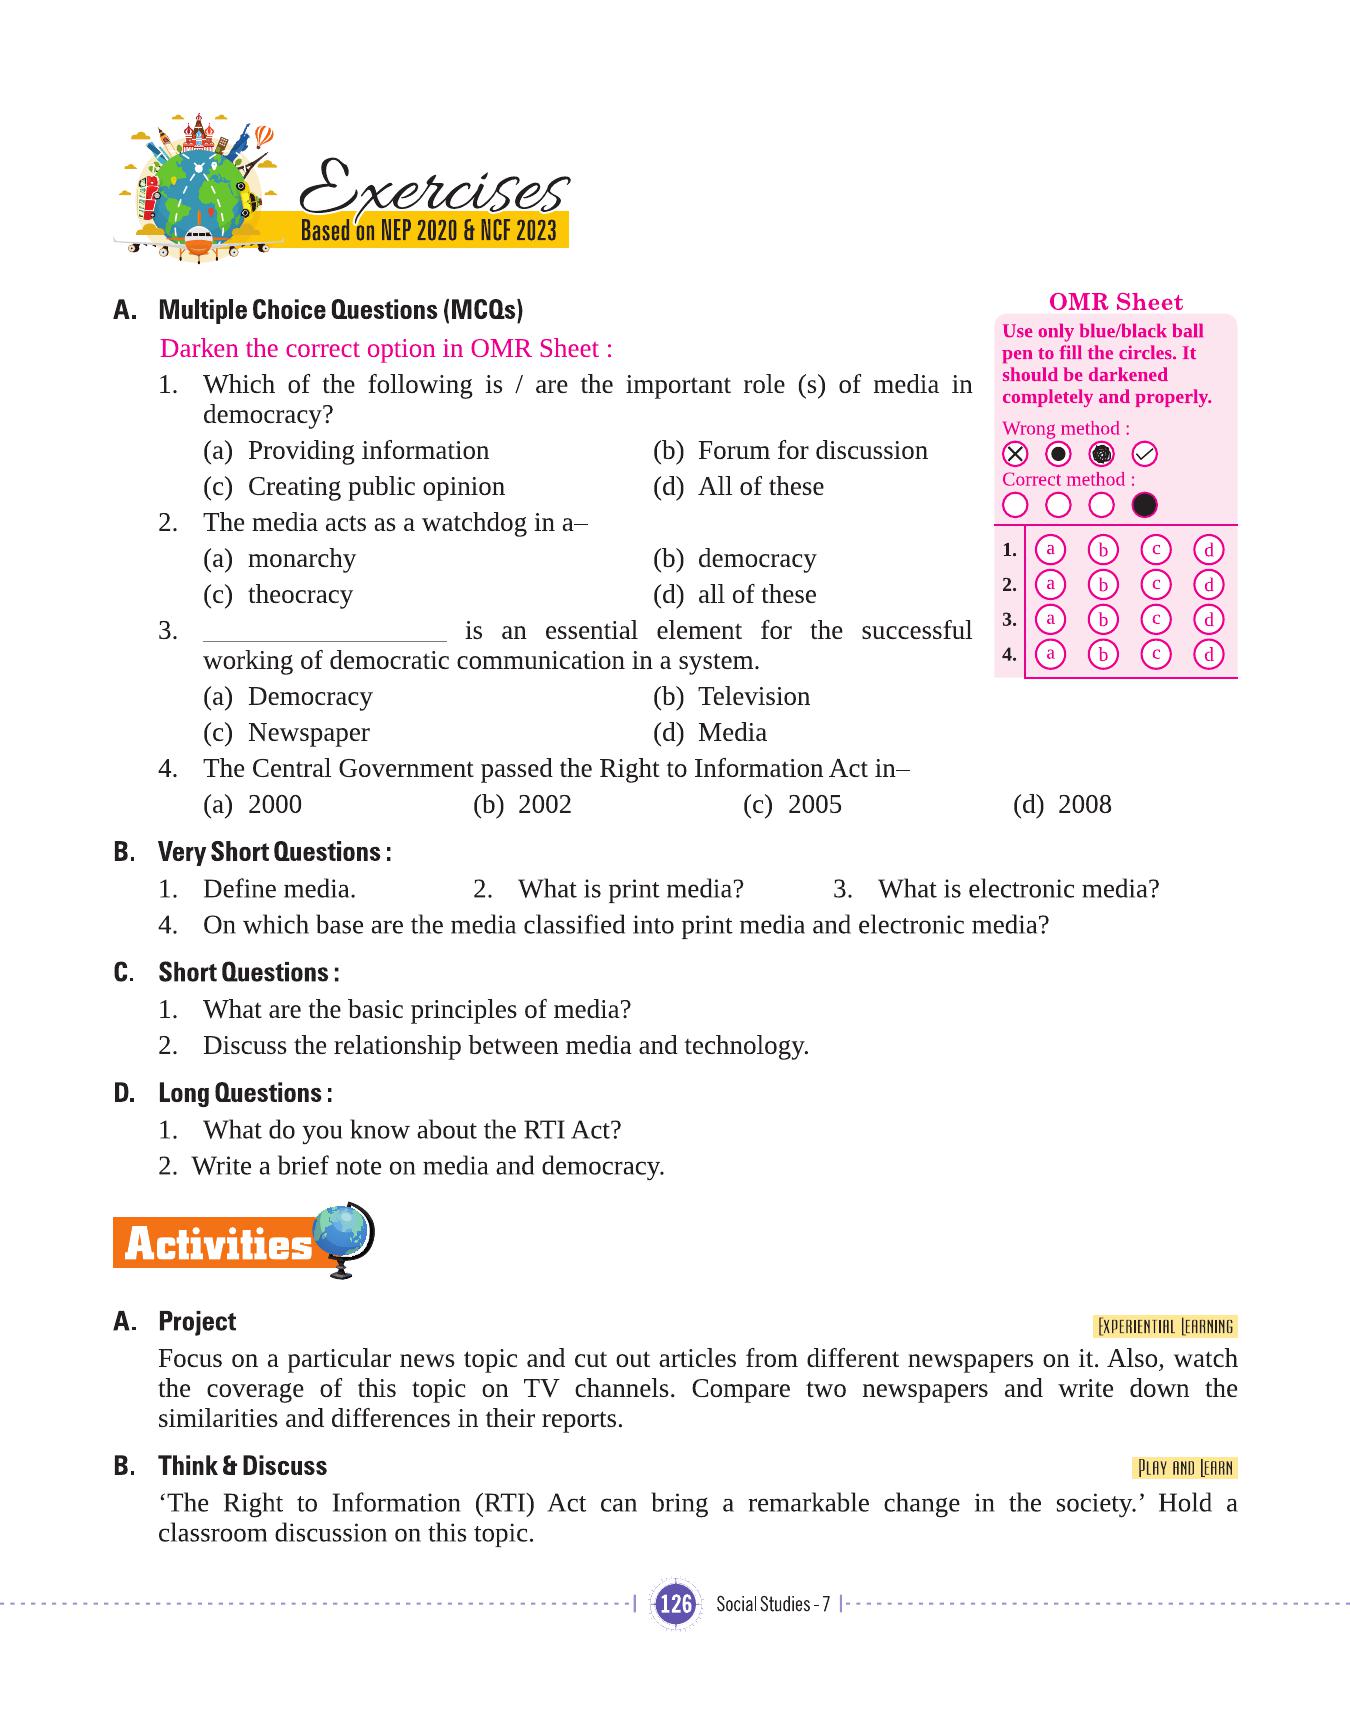 Exercises
Based on NEP 2020 & NCF 2023
A. Multiple Choice Questions (MCQs)
Darken the correct option in OMR Sheet :
1. Which of the following is / are the important role (s) of media in
democracy?
(a) Providing information (b) Forum for discussion
(c) Creating public opinion (d) All of these
2. The media acts as a watchdog in a–
(a) monarchy (b) democracy
(c) theocracy (d) all of these
3. __________________ is an essential element for the successful
working of democratic communication in a system.
(a) Democracy (b) Television
(c) Newspaper (d) Media
4. The Central Government passed the Right to Information Act in–
(a) 2000 (b) 2002 (c) 2005 (d) 2008
OMR Sheet
Use only blue/black ball
pen to fill the circles. It
should be darkened
completely and properly.
Wrong method :
Correct method :
1. a b c d
2. a b c d
3. a b c d
4. a b c d
B. Very Short Questions :
1. Define media. 2. What is print media? 3. What is electronic media?
4. On which base are the media classified into print media and electronic media?
C. Short Questions :
1. What are the basic principles of media?
2. Discuss the relationship between media and technology.
D. Long Questions :
1. What do you know about the RTI Act?
2. Write a brief note on media and democracy.
Activities
A. Project EXPERIENTIAL LEARNING
Focus on a particular news topic and cut out articles from different newspapers on it. Also, watch
the coverage of this topic on TV channels. Compare two newspapers and write down the
similarities and differences in their reports.
B. Think & Discuss PLAY AND LEARN
‘The Right to Information (RTI) Act can bring a remarkable change in the society.’ Hold a
classroom discussion on this topic.
126 Social Studies - 7